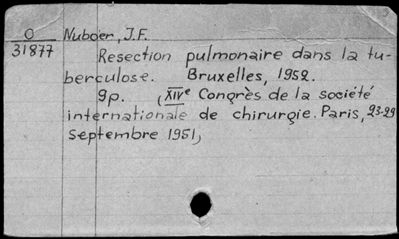 O Nuboer, J.F.
31877 Resection pulmonaire dans la tu-
berculose. Bruxelles, 1952.
9p. (XIVe Congrès de la société
internationale de chirurgie. Paris, 23-29
septembre 1951)